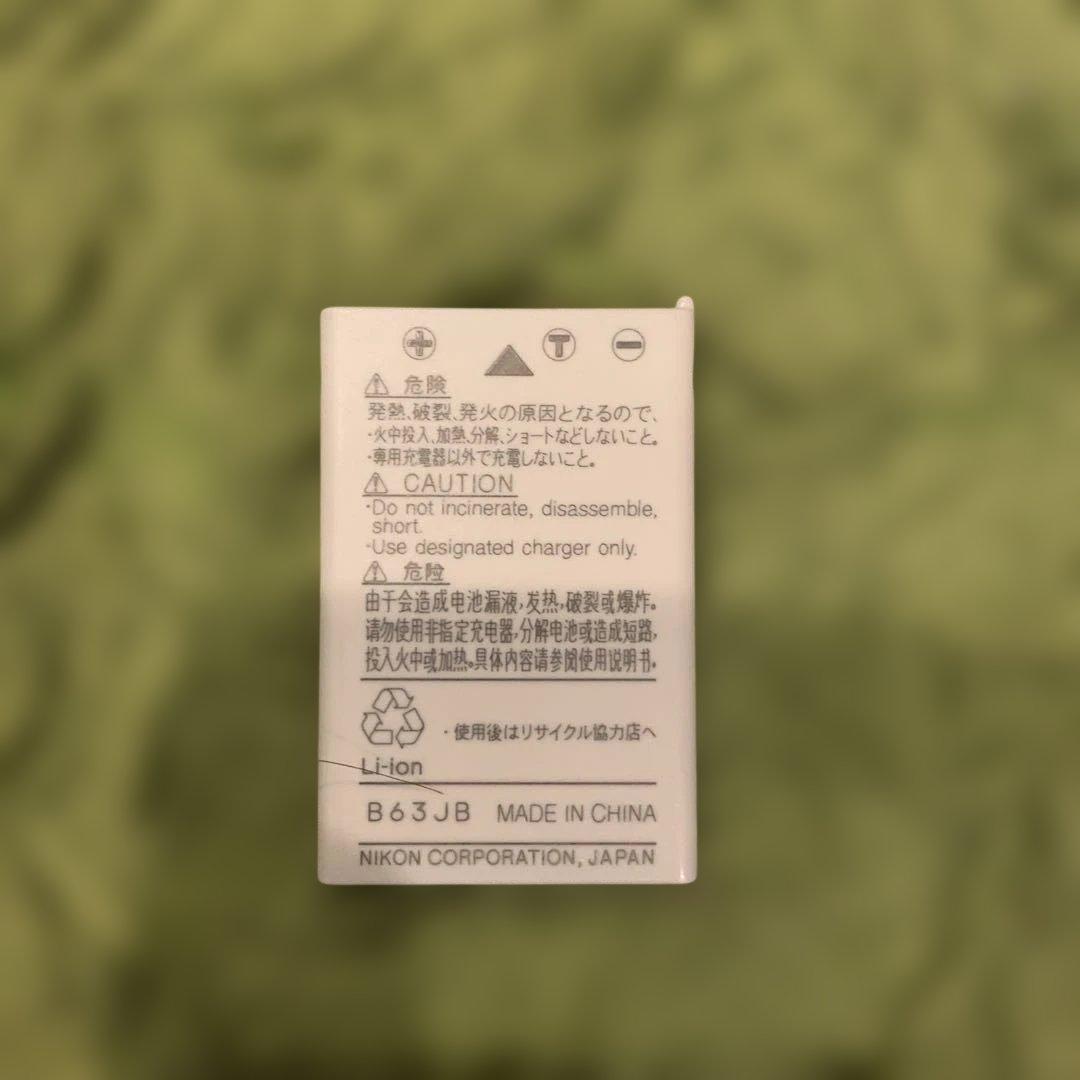 + T −
⚠ 危険
発熱、破裂、発火の原因となるので、
・火中投入、加熱、分解、ショートなどしないこと。
・専用充電器以外で充電しないこと。
⚠ CAUTION
·Do not incinerate, disassemble,
short.
·Use designated charger only.
⚠ 危险
由于会造成电池漏液,发热,破裂或爆炸。
请勿使用非指定充电器,分解电池或造成短路,
投入火中或加热。具体内容请参阅使用说明书。
・使用後はリサイクル協力店へ
Li-ion
B63JB MADE IN CHINA
NIKON CORPORATION, JAPAN